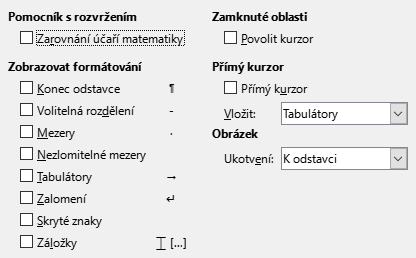 Pomocník s rozvržením
Zarovnání účaří matematiky
Zobrazovat formátování
Konec odstavce ¶
Volitelná rozdělení -
Mezery ·
Nezlomitelné mezery
Tabulátory →
Zalomení ↵
Skryté znaky
Záložky ⌶ [...]
Zamknuté oblasti
Povolit kurzor
Přímý kurzor
Přímý kurzor
Vložit: Tabulátory
Obrázek
Ukotvení: K odstavci